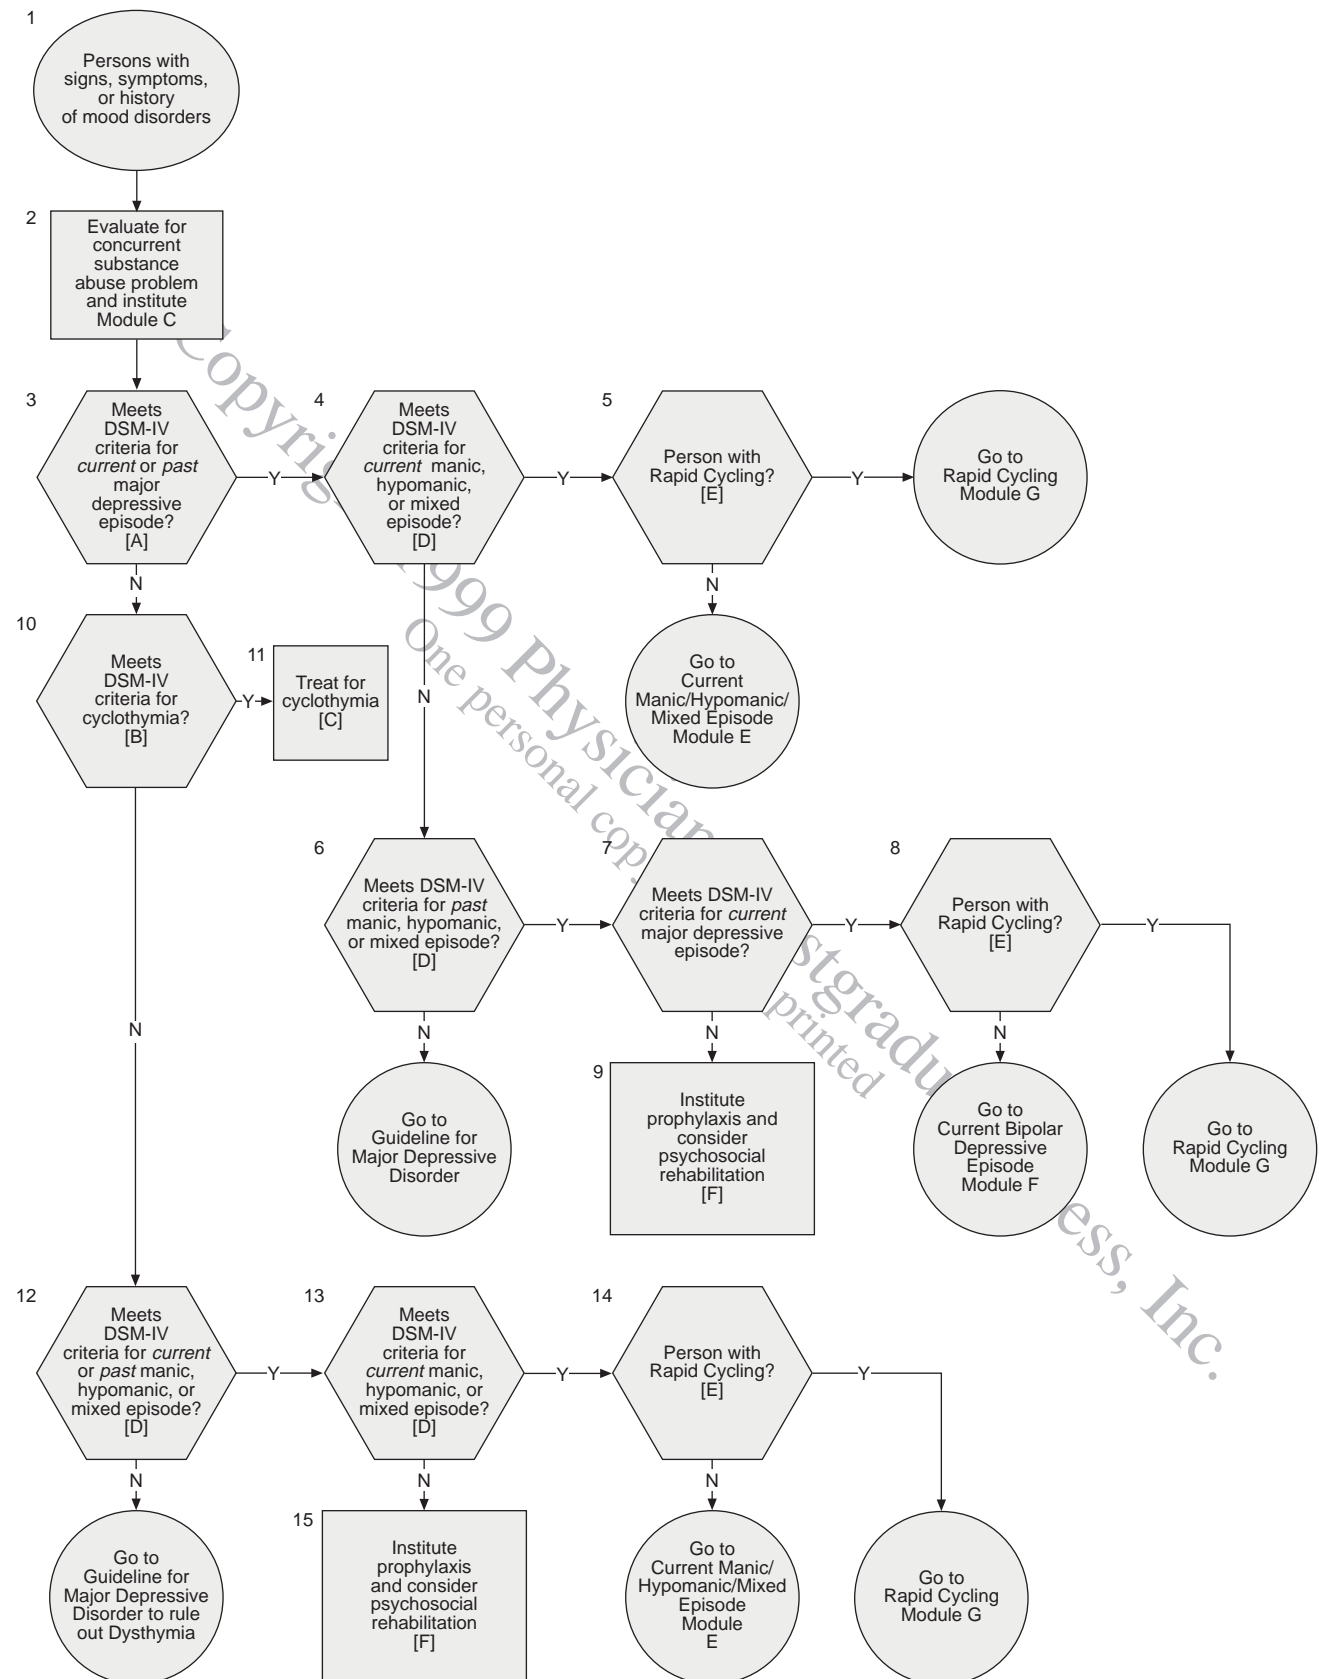 1
Persons with
signs, symptoms,
or history
of mood disorders
2
Evaluate for
concurrent
substance
abuse problem
and institute
Module C
3
Meets
DSM-IV
criteria for
current or past
major
depressive
episode?
[A]
Y
N
4
Meets
DSM-IV
criteria for
current manic,
hypomanic,
or mixed
episode?
[D]
Y
N
5
Person with
Rapid Cycling?
[E]
Y
N
Go to
Rapid Cycling
Module G
Go to
Current
Manic/Hypomanic/
Mixed Episode
Module E
10
Meets
DSM-IV
criteria for
cyclothymia?
[B]
Y
N
11
Treat for
cyclothymia
[C]
6
Meets DSM-IV
criteria for past
manic, hypomanic,
or mixed episode?
[D]
Y
N
7
Meets DSM-IV
criteria for current
major depressive
episode?
Y
N
8
Person with
Rapid Cycling?
[E]
Y
N
Go to
Guideline for
Major Depressive
Disorder
9
Institute
prophylaxis and
consider
psychosocial
rehabilitation
[F]
Go to
Current Bipolar
Depressive
Episode
Module F
Go to
Rapid Cycling
Module G
12
Meets
DSM-IV
criteria for current
or past manic,
hypomanic, or
mixed episode?
[D]
Y
N
13
Meets
DSM-IV
criteria for
current manic,
hypomanic, or
mixed episode?
[D]
Y
N
14
Person with
Rapid Cycling?
[E]
Y
N
Go to
Guideline for
Major Depressive
Disorder to rule
out Dysthymia
15
Institute
prophylaxis
and consider
psychosocial
rehabilitation
[F]
Go to
Current Manic/
Hypomanic/Mixed
Episode
Module
E
Go to
Rapid Cycling
Module G
1999 Inc.
One personal printed